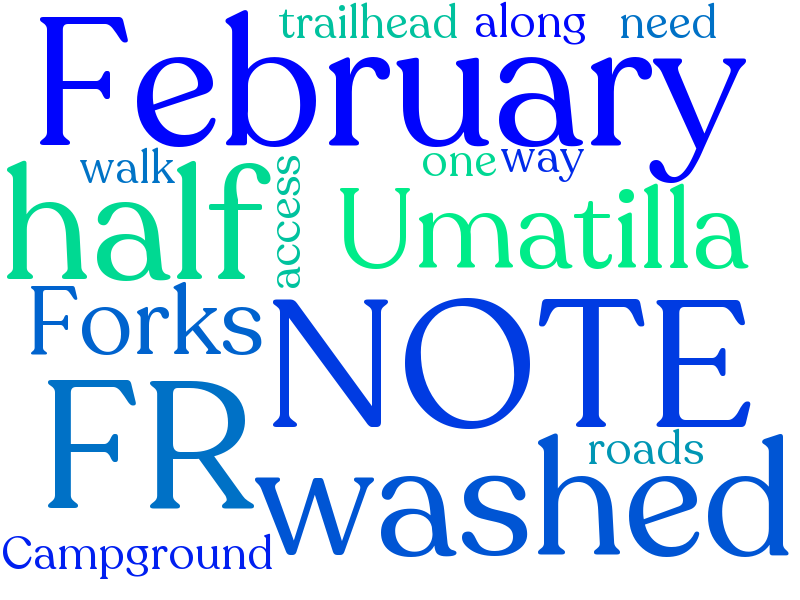 trailhead along need
February
walk one way
half access Umatilla
Forks NOTE
FR roads
washed
Campground